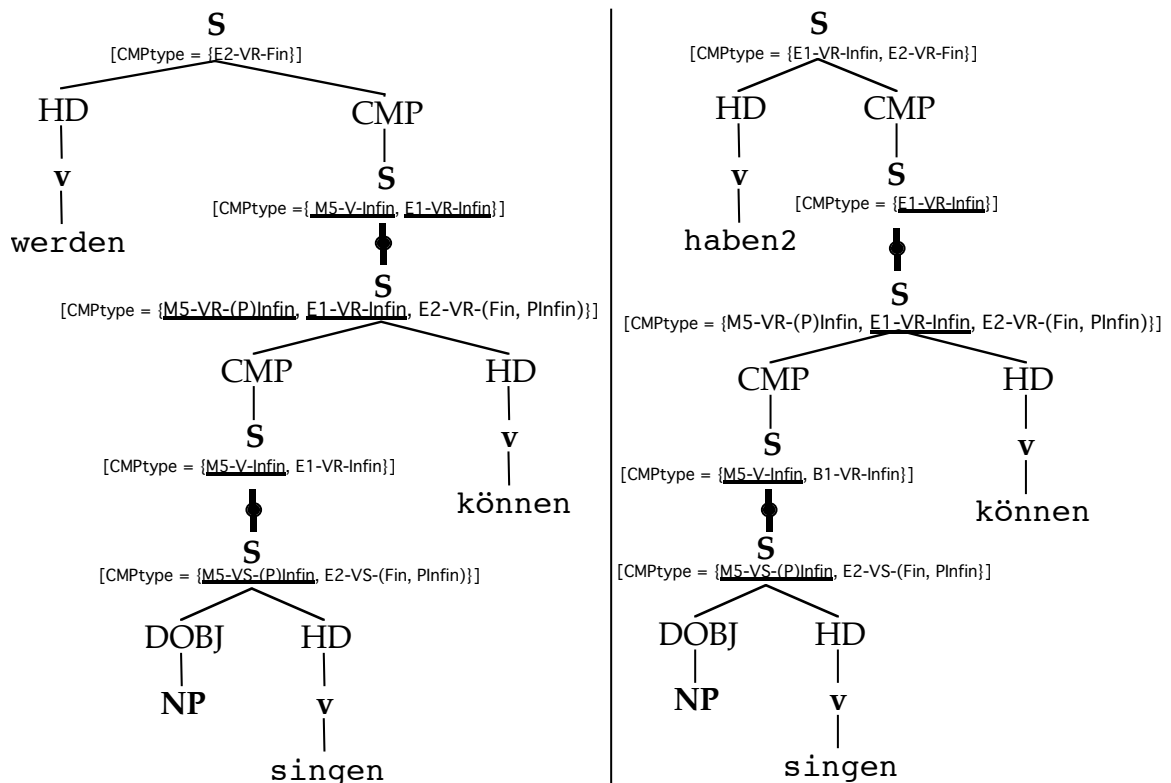 S
[CMPtype = {E2-VR-Fin}]
HD CMP
v S
[CMPtype ={ M5-V-Infin, E1-VR-Infin}]
werden
S
[CMPtype = {M5-VR-(P)Infin, E1-VR-Infin, E2-VR-(Fin, PInfin)}]
CMP HD
S v
[CMPtype = {M5-V-Infin, E1-VR-Infin}]
können
S
[CMPtype = {M5-VS-(P)Infin, E2-VS-(Fin, PInfin)}]
DOBJ HD
NP v
singen
S
[CMPtype = {E1-VR-Infin, E2-VR-Fin}]
HD CMP
v S
[CMPtype = {E1-VR-Infin}]
haben2
S
[CMPtype = {M5-VR-(P)Infin, E1-VR-Infin, E2-VR-(Fin, PInfin)}]
CMP HD
S v
[CMPtype = {M5-V-Infin, B1-VR-Infin}]
können
S
[CMPtype = {M5-VS-(P)Infin, E2-VS-(Fin, PInfin}]
DOBJ HD
NP v
singen